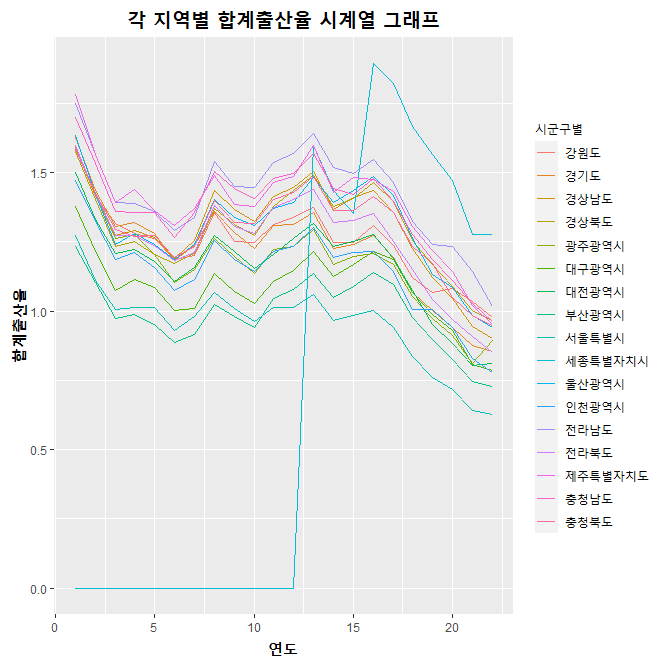 각 지역별 합계출산율 시계열 그래프
합계출산율
1.5
1.0
0.5
0.0
0
5
10
15
20
연도
시군구별
강원도
경기도
경상남도
경상북도
광주광역시
대구광역시
대전광역시
부산광역시
서울특별시
세종특별자치시
울산광역시
인천광역시
전라남도
전라북도
제주특별자치도
충청남도
충청북도